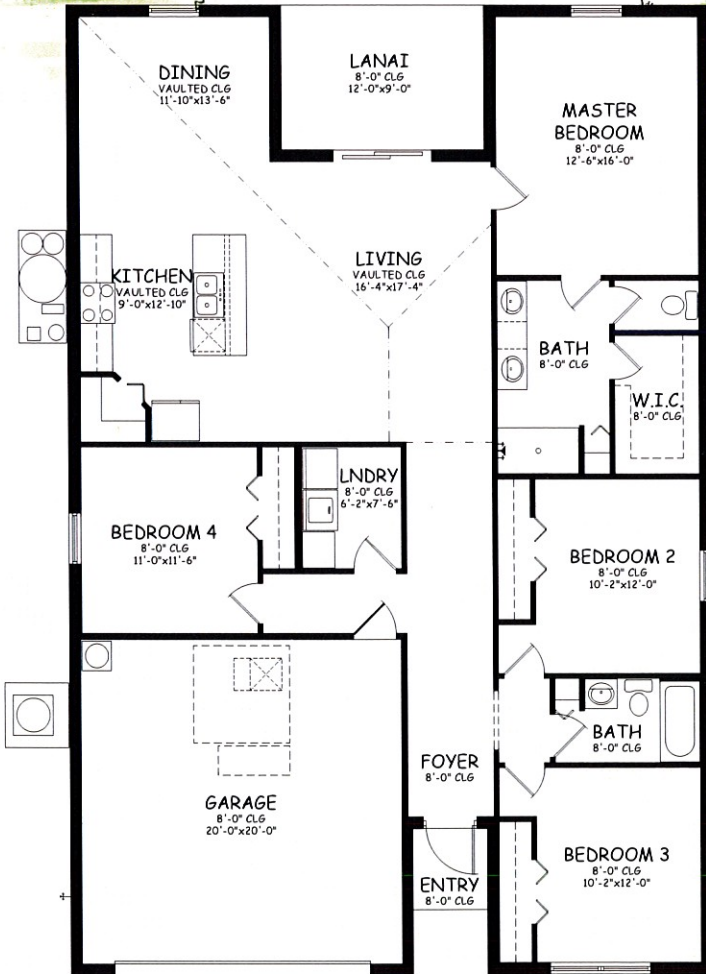 DINING
VAULTED CLG
11'-10"x13'-6"
LANAI
8'-0" CLG
12'-0"x9'-0"
MASTER
BEDROOM
8'-0" CLG
12'-6"x16'-0"
KITCHEN
VAULTED CLG
9'-0"x12'-10"
LIVING
VAULTED CLG
16'-4"x17'-4"
BATH
8'-0" CLG
W.I.C.
8'-0" CLG
LNDRY
8'-0" CLG
6'-2"x7'-6"
BEDROOM 4
8'-0" CLG
11'-0"x11'-6"
BEDROOM 2
8'-0" CLG
10'-2"x12'-0"
BATH
8'-0" CLG
FOYER
8'-0" CLG
GARAGE
8'-0" CLG
20'-0"x20'-0"
ENTRY
8'-0" CLG
BEDROOM 3
8'-0" CLG
10'-2"x12'-0"